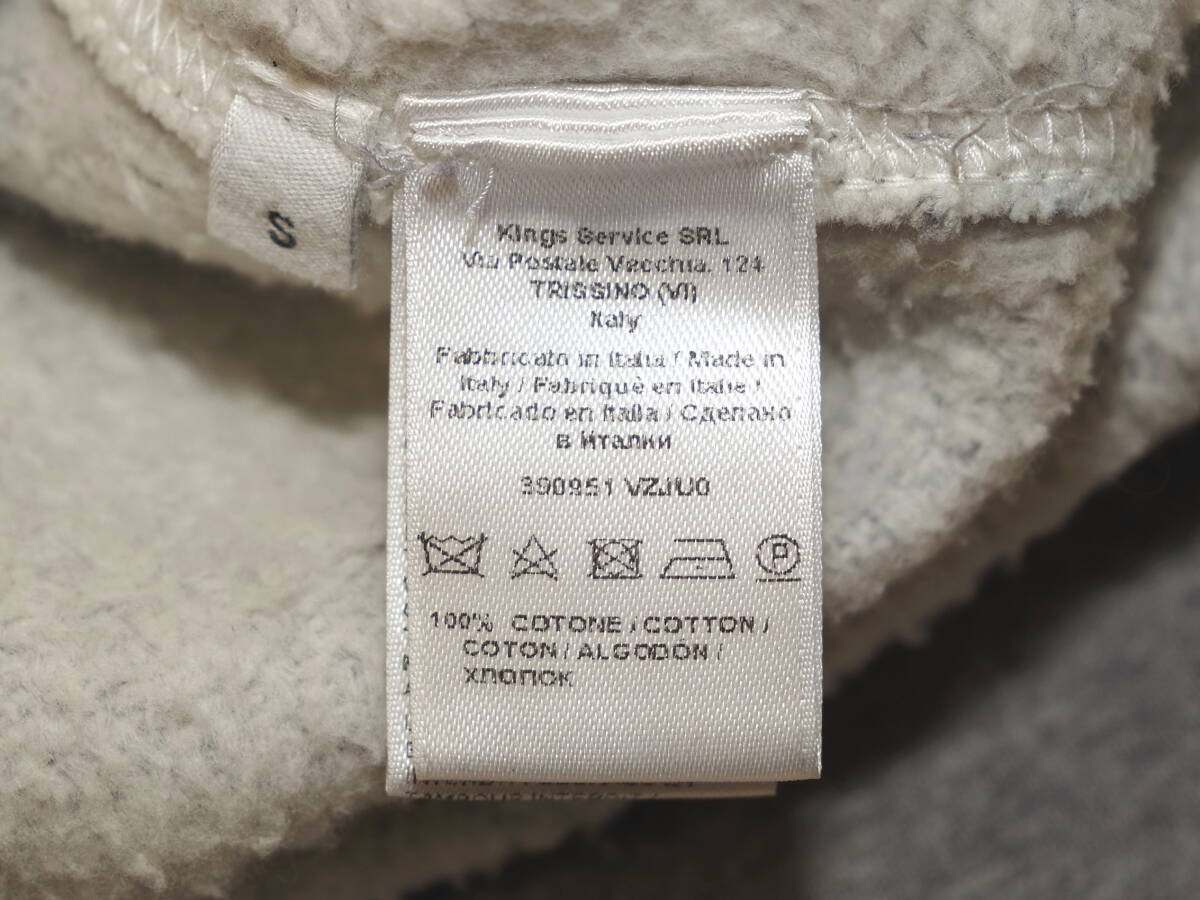 S
Kings Service SRL
Via Postale Vecchia, 124
TRISSINO (VI)
Italy
Fabbricato in Italia / Made in
Italy / Fabriqué en Italie /
Fabricado en Italia / Сделано
в Италии
390951 VZJU0
P
100% COTONE / COTTON /
COTON / ALGODON /
ХЛОПОК